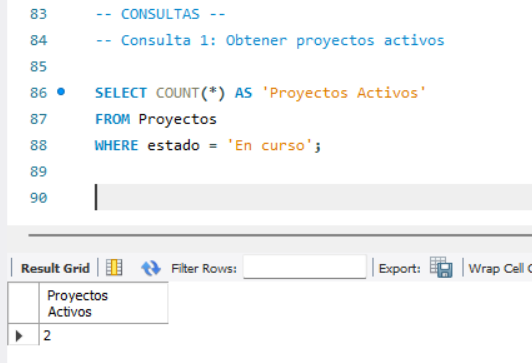 83 -- CONSULTAS --
84 -- Consulta 1: Obtener proyectos activos
85
86 SELECT COUNT(*) AS 'Proyectos Activos'
87 FROM Proyectos
88 WHERE estado = 'En curso';
89
90
Result Grid Filter Rows: Export: Wrap Cell C
Proyectos
Activos
2